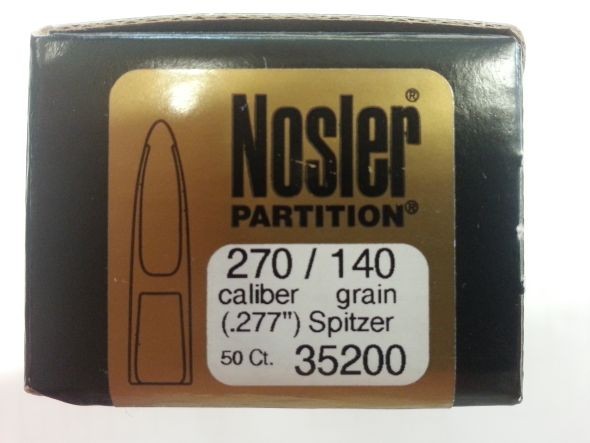 Nosler®
PARTITION®
270 / 140
caliber grain
(.277") Spitzer
50 Ct. 35200